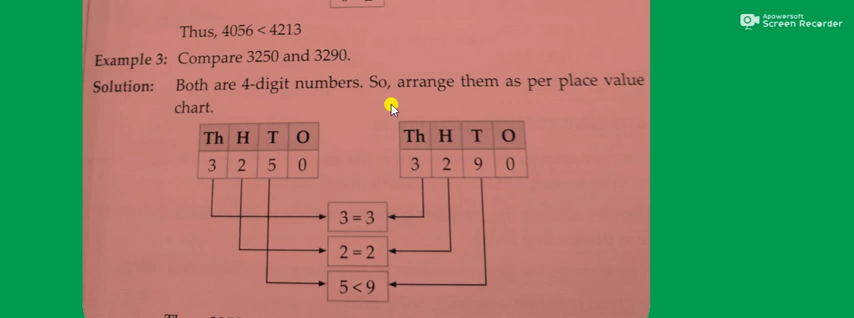 Thus, 4056 < 4213
Example 3: Compare 3250 and 3290.
Solution: Both are 4-digit numbers. So, arrange them as per place value
chart.
Th H T O
3 2 5 0
Th H T O
3 2 9 0
3 = 3
2 = 2
5 < 9
Apowersoft
Screen Recorder